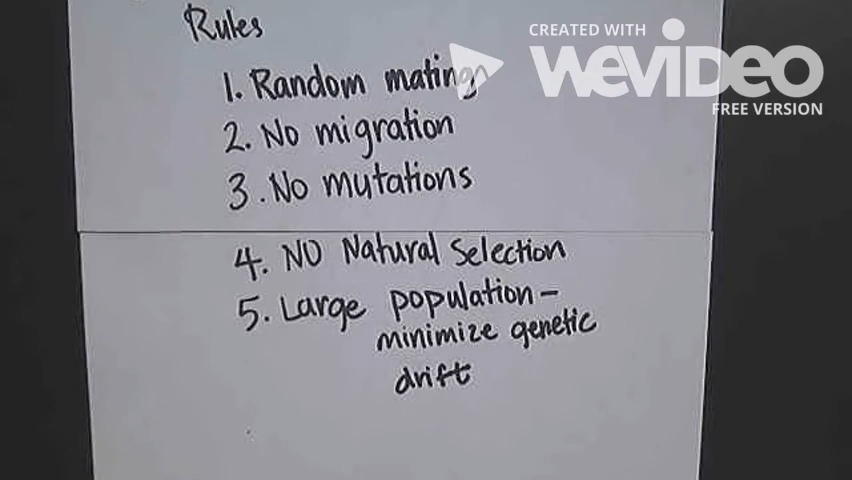 Rules
CREATED WITH
WEVIDEO
FREE VERSION
1. Random mating
2. No migration
3. No mutations
4. NO Natural Selection
5. Large population –
minimize genetic
drift